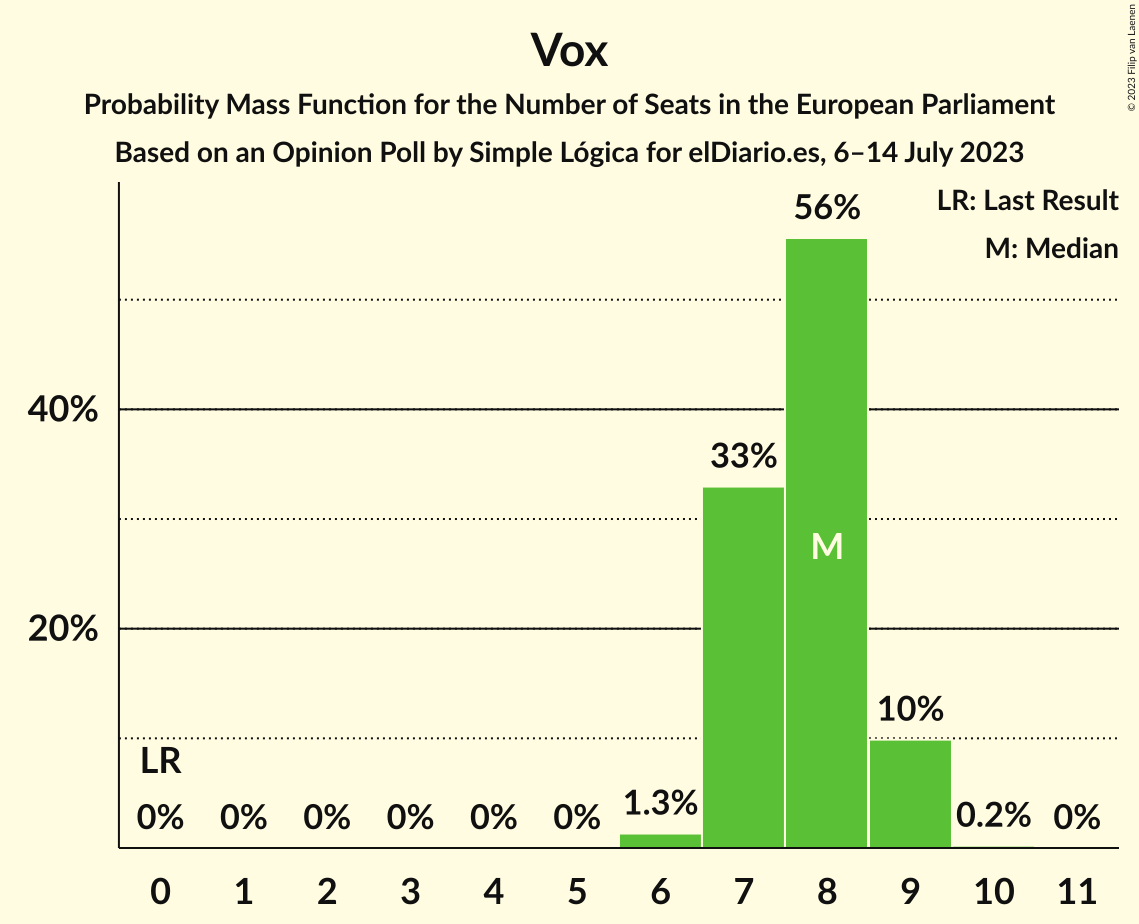 Vox
Probability Mass Function for the Number of Seats in the European Parliament
Based on an Opinion Poll by Simple Lógica for elDiario.es, 6–14 July 2023
© 2023 Filip van Laenen
LR: Last Result
M: Median
56%
40%
33%
M
20%
10%
LR
0% 0% 0% 0% 0% 0% 1.3% 0.2% 0%
0 1 2 3 4 5 6 7 8 9 10 11